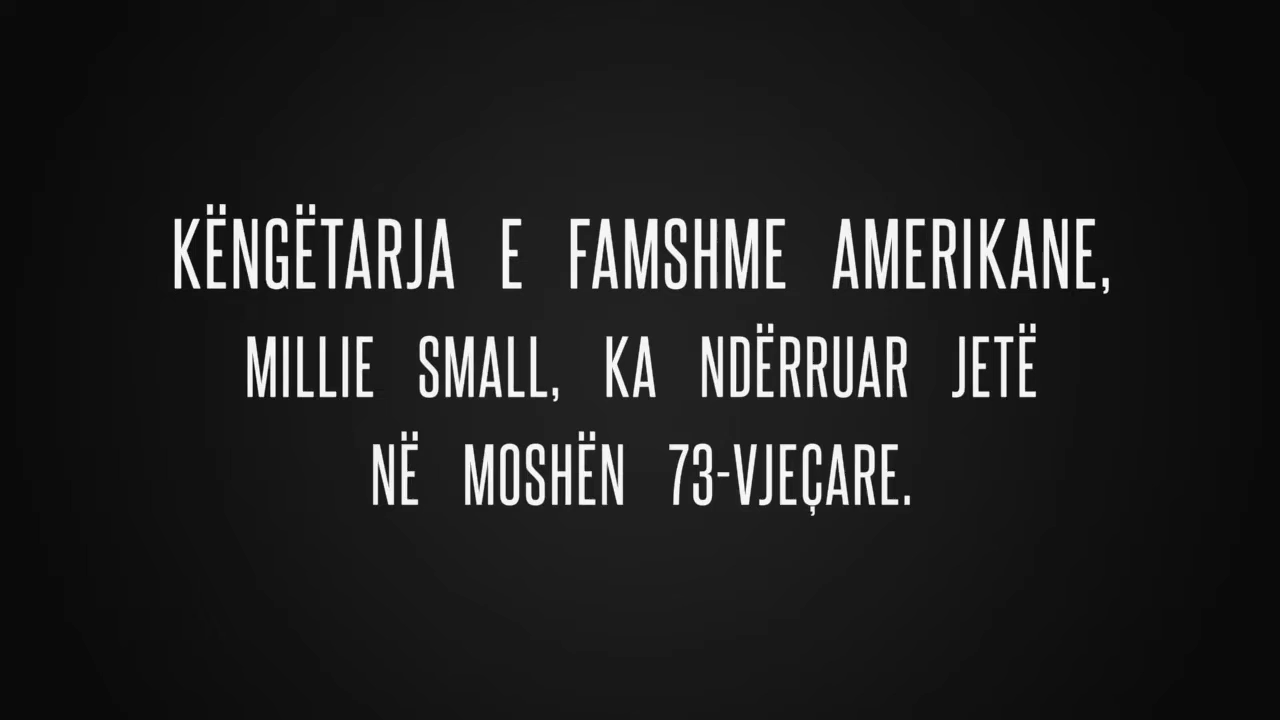 KËNGËTARJA E FAMSHME AMERIKANE,
MILLIE SMALL, KA NDËRRUAR JETË
NË MOSHËN 73-VJEÇARE.